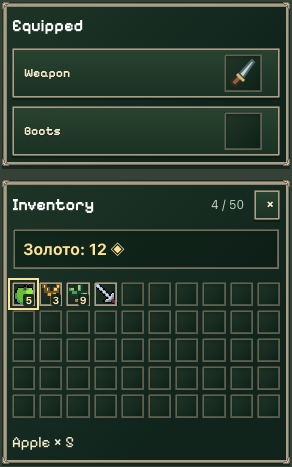 Equipped
Weapon
Boots
Inventory 4 / 50 ×
Золото: 12
5 3 9
Apple × 5